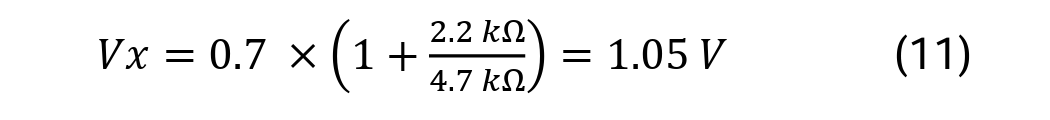 Vx = 0.7 × (1 + 2.2 kΩ / 4.7 kΩ) = 1.05 V (11)